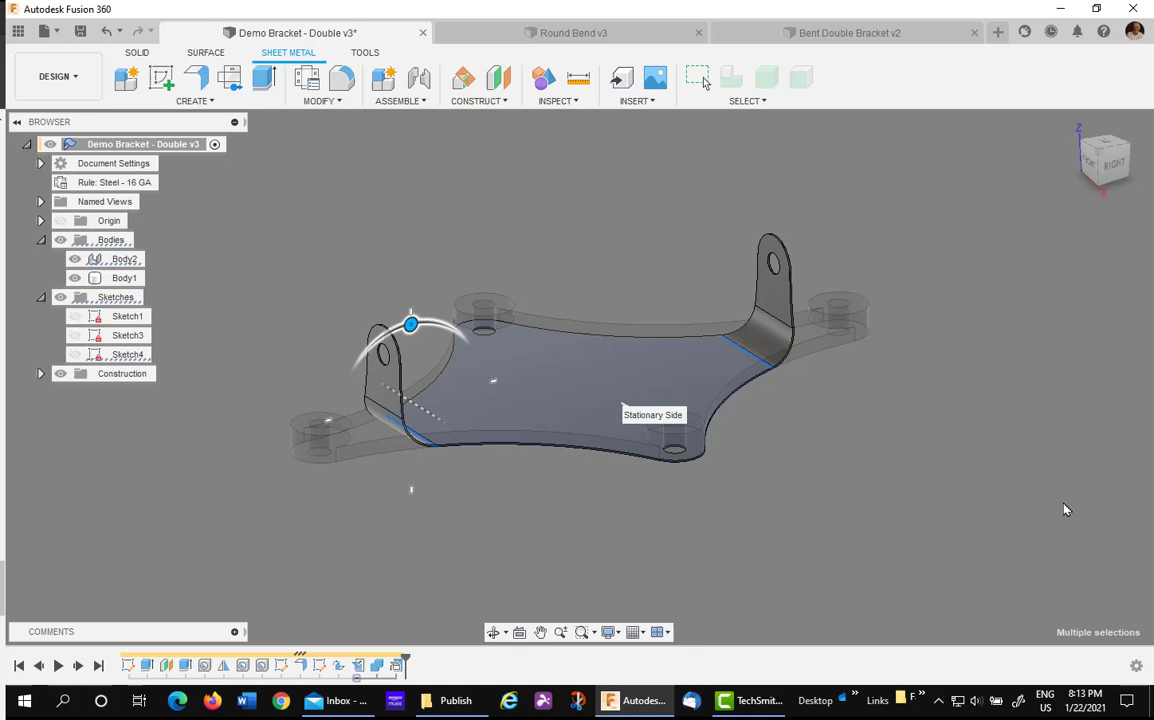 Autodesk Fusion 360
Demo Bracket - Double v3*
Round Bend v3
Bent Double Bracket v2
SOLID
SURFACE
SHEET METAL
TOOLS
DESIGN
CREATE
MODIFY
ASSEMBLE
CONSTRUCT
INSPECT
INSERT
SELECT
BROWSER
Demo Bracket - Double v3
Document Settings
Rule: Steel - 16 GA
Named Views
Origin
Bodies
Body2
Body1
Sketches
Sketch1
Sketch3
Sketch4
Construction
Z
X
RIGHT
Stationary Side
COMMENTS
Multiple selections
Inbox - ...
Publish
Autodes...
TechSmit...
Desktop
Links
F...
ENG
US
8:13 PM
1/22/2021